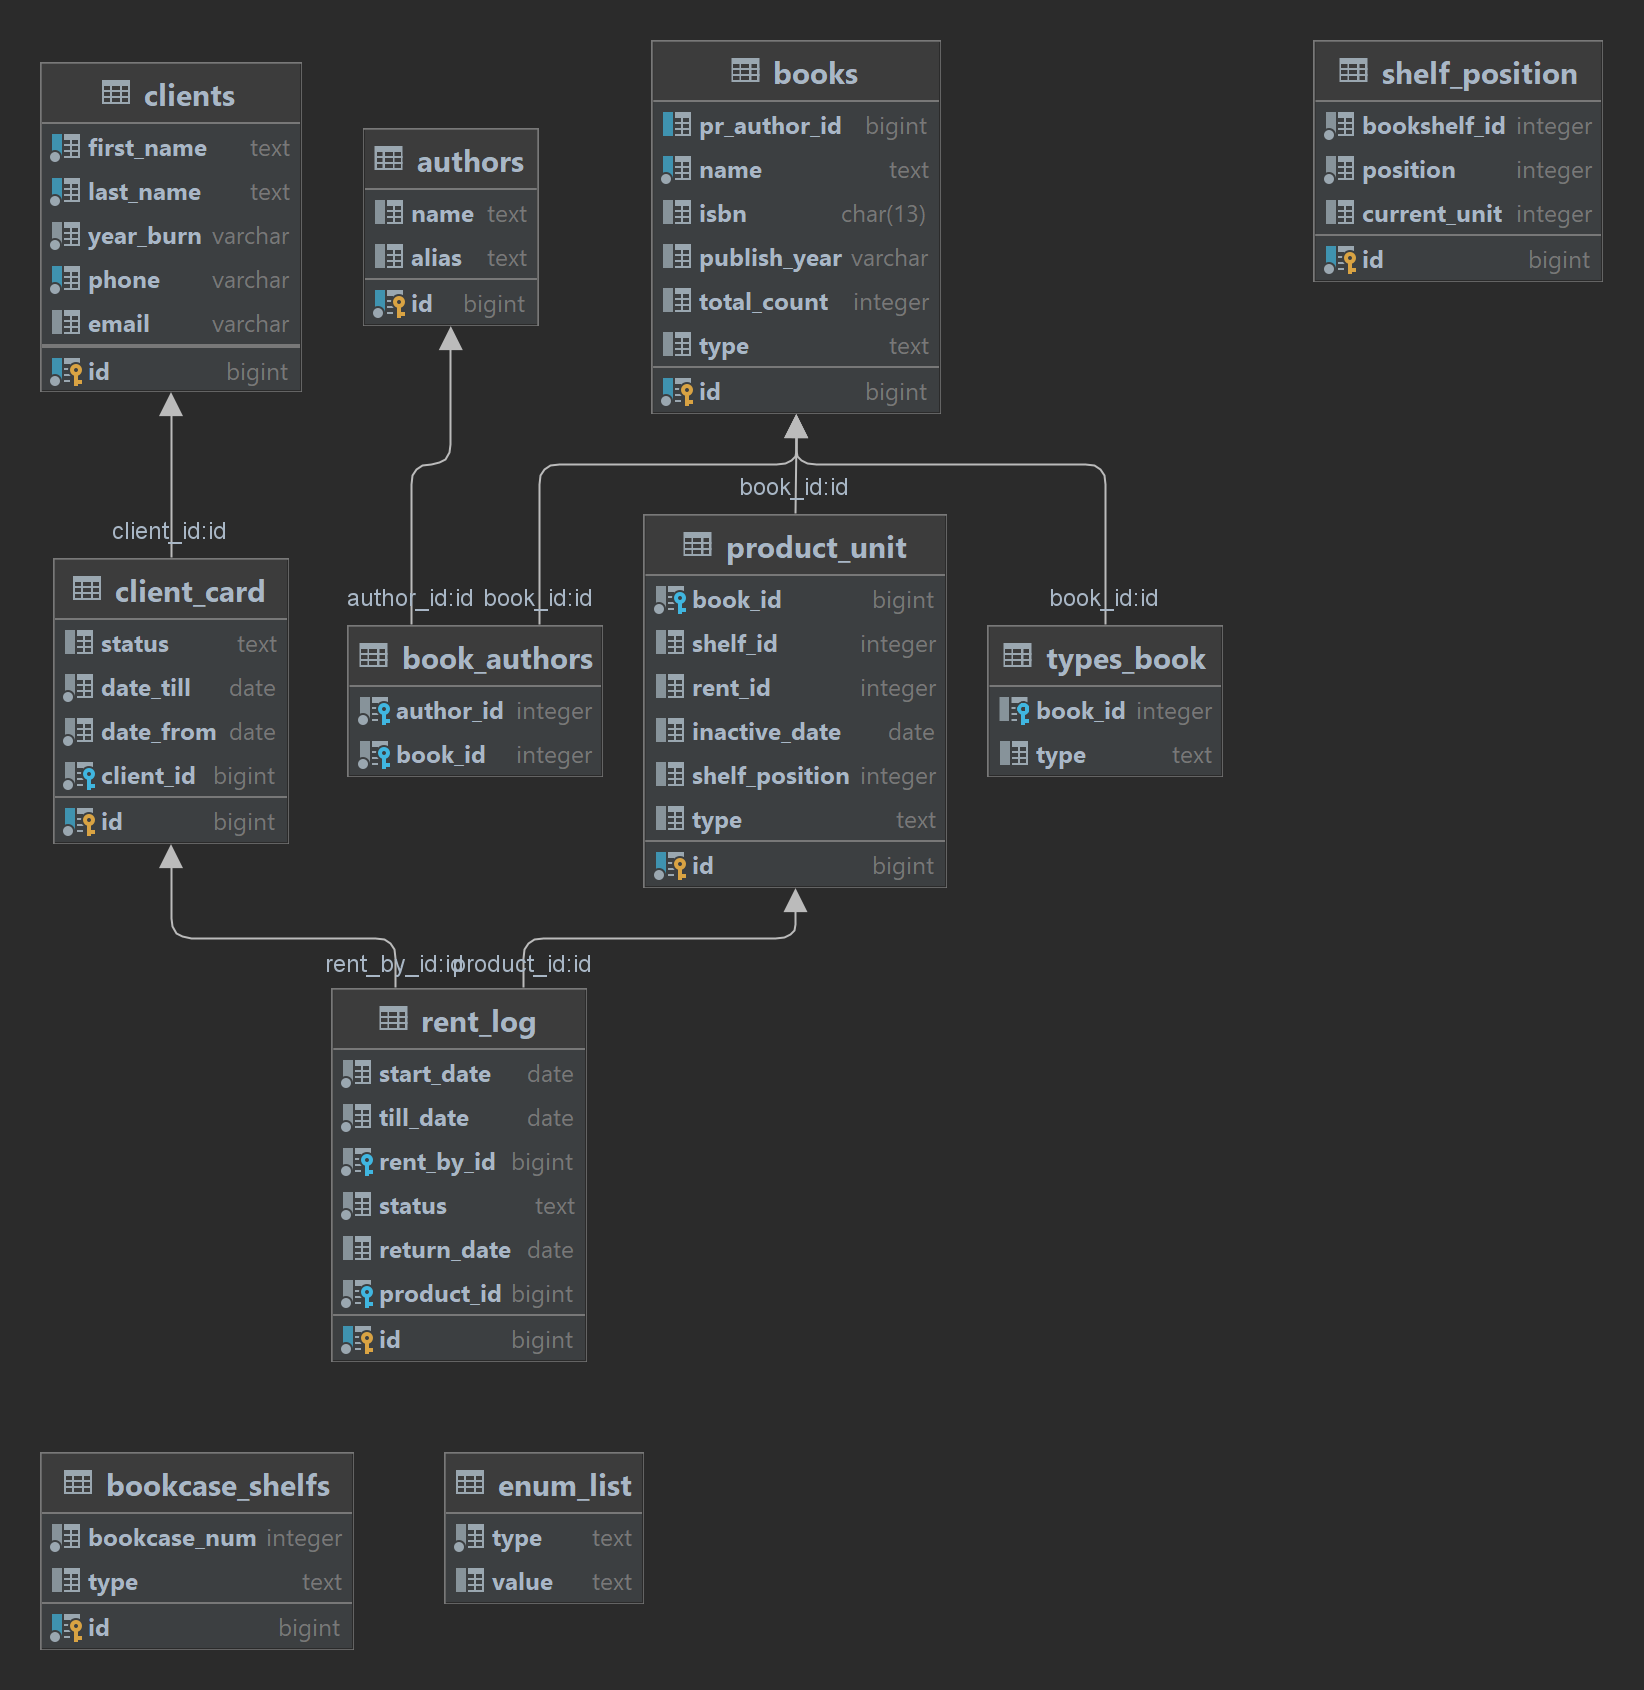 clients
first_name text
last_name text
year_burn varchar
phone varchar
email varchar
id bigint
authors
name text
alias text
id bigint
books
pr_author_id bigint
name text
isbn char(13)
publish_year varchar
total_count integer
type text
id bigint
shelf_position
bookshelf_id integer
position integer
current_unit integer
id bigint
client_id:id
author_id:id
book_id:id
book_id:id
book_id:id
client_card
status text
date_till date
date_from date
client_id bigint
id bigint
book_authors
author_id integer
book_id integer
product_unit
book_id bigint
shelf_id integer
rent_id integer
inactive_date date
shelf_position integer
type text
id bigint
types_book
book_id integer
type text
rent_by_id:id
product_id:id
rent_log
start_date date
till_date date
rent_by_id bigint
status text
return_date date
product_id bigint
id bigint
bookcase_shelfs
bookcase_num integer
type text
id bigint
enum_list
type text
value text